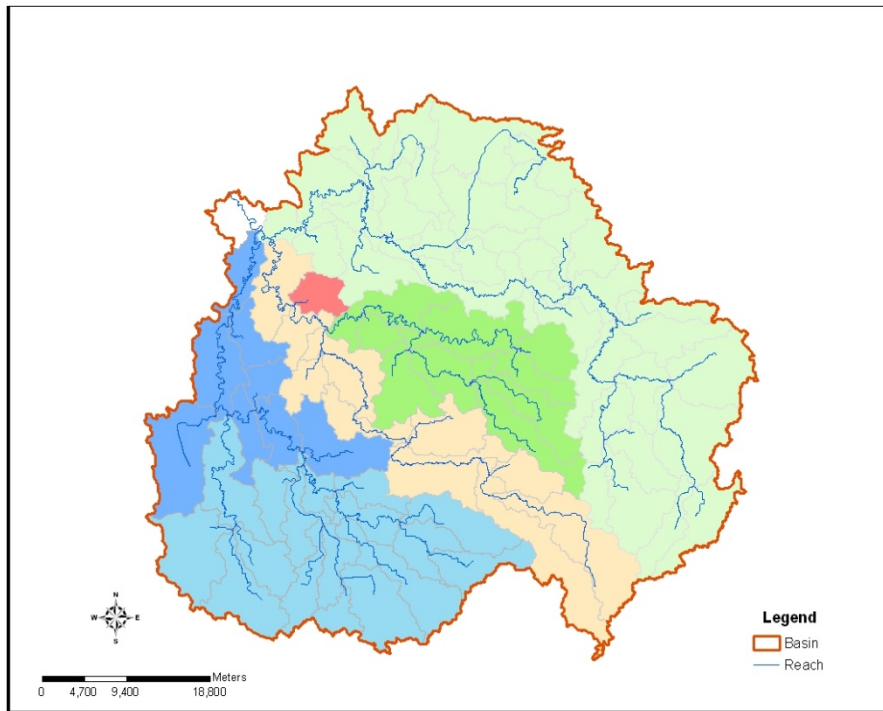 N
W E
S
Meters
0 4,700 9,400 18,800
Legend
Basin
Reach